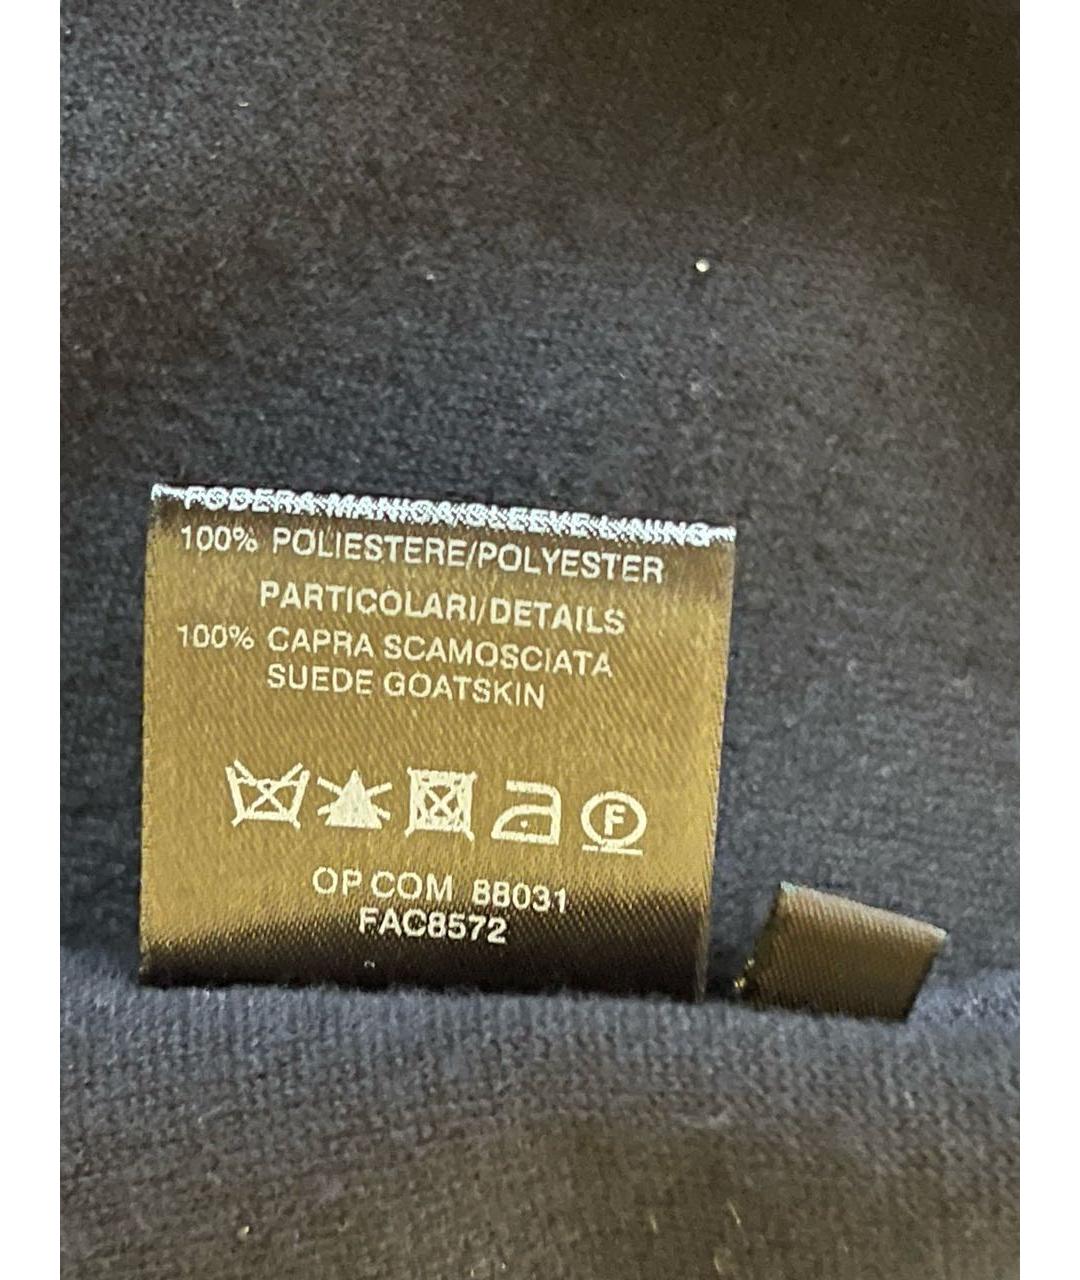 FODERA MANICA/SLEEVE LINING
100% POLIESTERE/POLYESTER
PARTICOLARI/DETAILS
100% CAPRA SCAMOSCIATA
SUEDE GOATSKIN
F
OP COM 88031
FAC8572